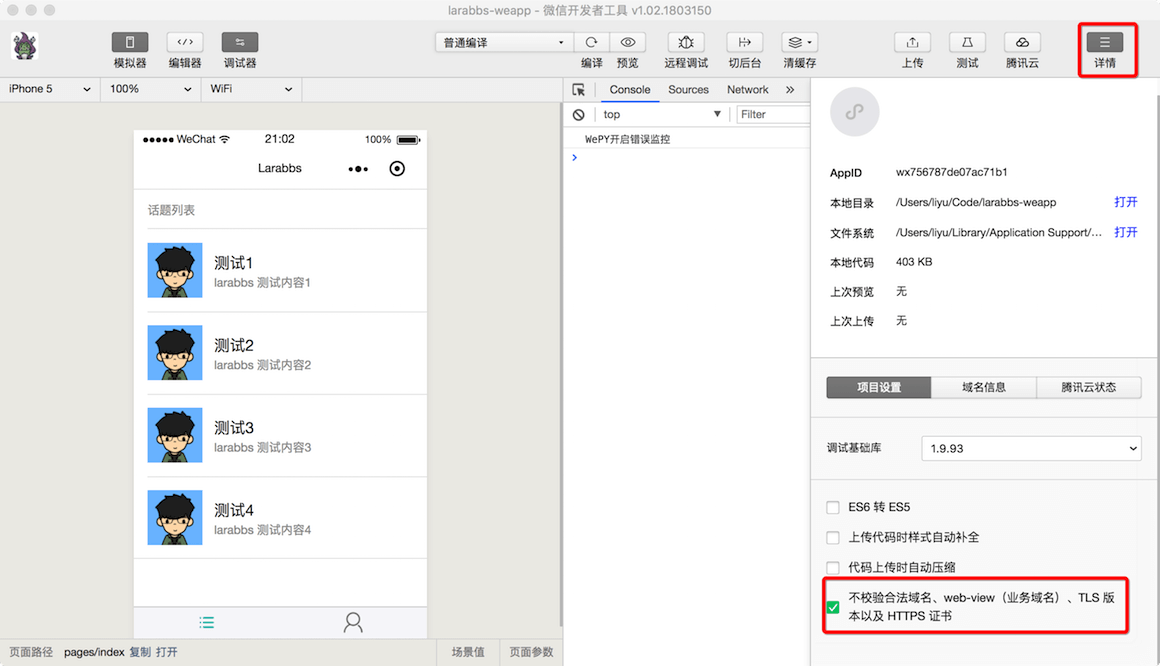 larabbs-weapp - 微信开发者工具 v1.02.1803150
模拟器 编辑器 调试器
普通编译
编译 预览 远程调试 切后台 清缓存
上传 测试 腾讯云 详情
iPhone 5 100% WiFi
WeChat 21:02 100%
Larabbs
话题列表
测试1
larabbs 测试内容1
测试2
larabbs 测试内容2
测试3
larabbs 测试内容3
测试4
larabbs 测试内容4
页面路径 pages/index 复制 打开 场景值 页面参数
Console Sources Network »
top Filter
WePY开启错误监控
AppID wx756787de07ac71b1
本地目录 /Users/liyu/Code/larabbs-weapp 打开
文件系统 /Users/liyu/Library/Application Support/... 打开
本地代码 403 KB
上次预览 无
上次上传 无
项目设置 域名信息 腾讯云状态
调试基础库 1.9.93
ES6 转 ES5
上传代码时样式自动补全
代码上传时自动压缩
不校验合法域名、web-view（业务域名）、TLS 版
本以及 HTTPS 证书